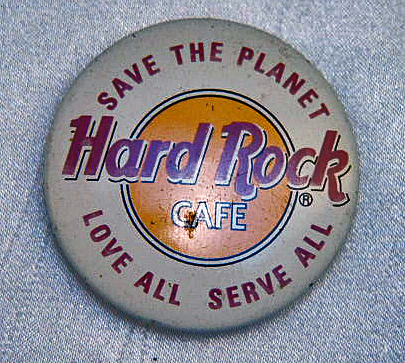 SAVE THE PLANET
Hard Rock ®
CAFE
LOVE ALL SERVE ALL